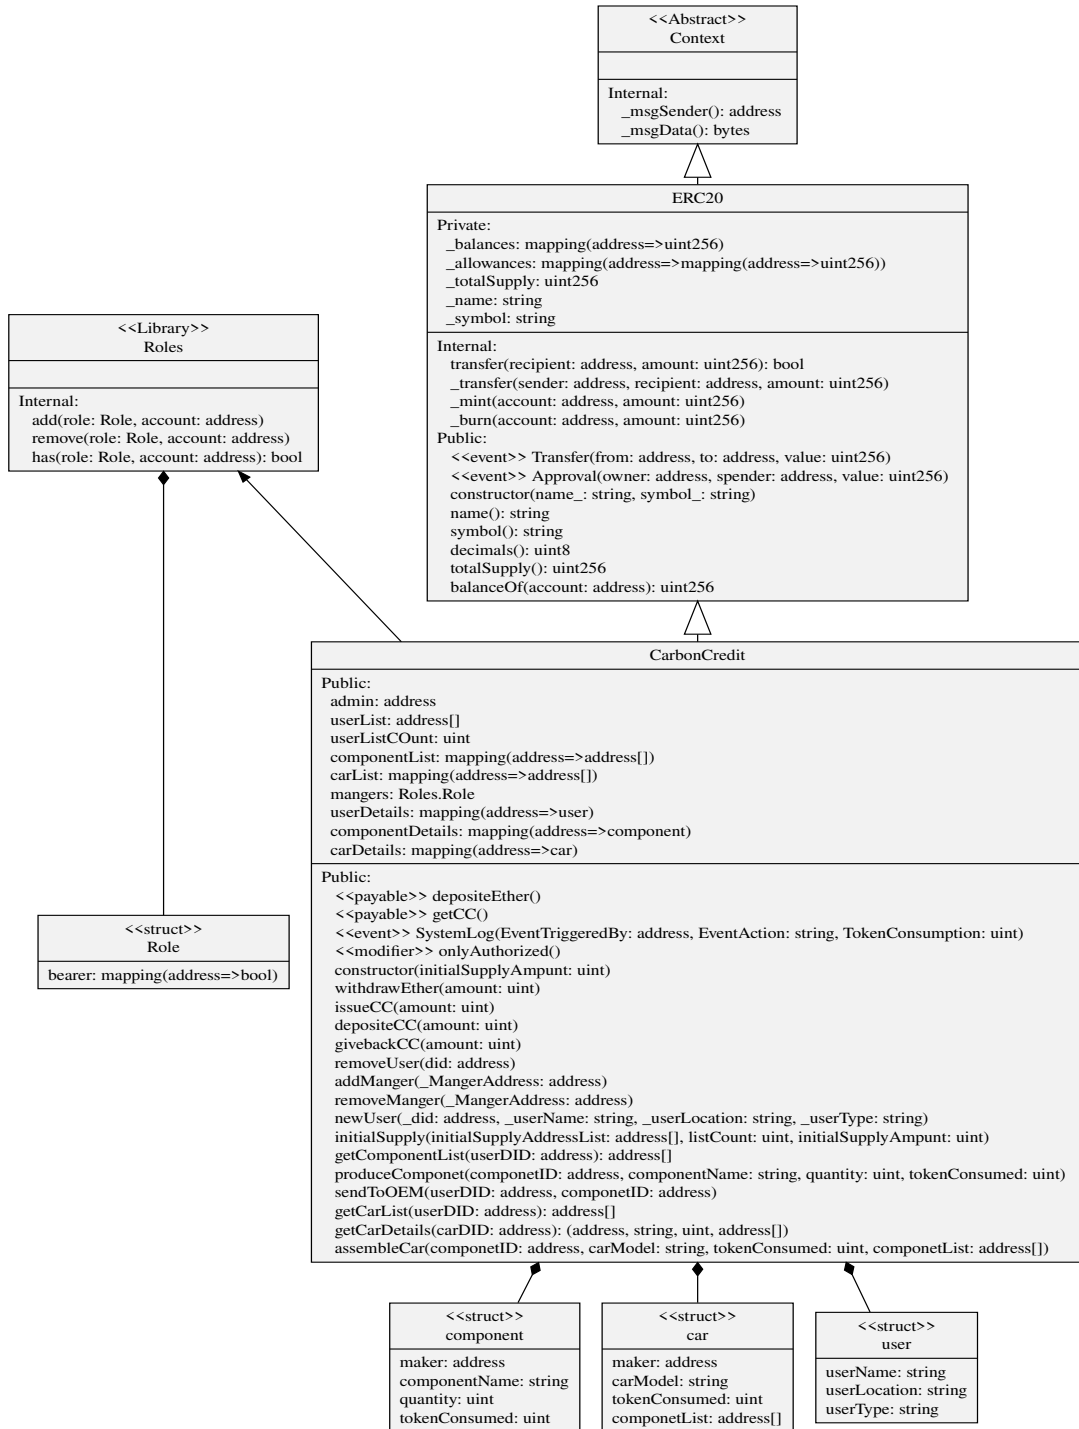 <<Abstract>>
Context
Internal:
_msgSender(): address
_msgData(): bytes
ERC20
Private:
_balances: mapping(address=>uint256)
_allowances: mapping(address=>mapping(address=>uint256))
_totalSupply: uint256
_name: string
_symbol: string
Internal:
transfer(recipient: address, amount: uint256): bool
_transfer(sender: address, recipient: address, amount: uint256)
_mint(account: address, amount: uint256)
_burn(account: address, amount: uint256)
Public:
<<event>> Transfer(from: address, to: address, value: uint256)
<<event>> Approval(owner: address, spender: address, value: uint256)
constructor(name_: string, symbol_: string)
name(): string
symbol(): string
decimals(): uint8
totalSupply(): uint256
balanceOf(account: address): uint256
<<Library>>
Roles
Internal:
add(role: Role, account: address)
remove(role: Role, account: address)
has(role: Role, account: address): bool
CarbonCredit
Public:
admin: address
userList: address[]
userListCOunt: uint
componentList: mapping(address=>address[])
carList: mapping(address=>address[])
mangers: Roles.Role
userDetails: mapping(address=>user)
componentDetails: mapping(address=>component)
carDetails: mapping(address=>car)
Public:
<<payable>> depositeEther()
<<payable>> getCC()
<<event>> SystemLog(EventTriggeredBy: address, EventAction: string, TokenConsumption: uint)
<<modifier>> onlyAuthorized()
constructor(initialSupplyAmpunt: uint)
withdrawEther(amount: uint)
issueCC(amount: uint)
depositeCC(amount: uint)
givebackCC(amount: uint)
removeUser(did: address)
addManger(_MangerAddress: address)
removeManger(_MangerAddress: address)
newUser(_did: address, _userName: string, _userLocation: string, _userType: string)
initialSupply(initialSupplyAddressList: address[], listCount: uint, initialSupplyAmpunt: uint)
getComponentList(userDID: address): address[]
produceComponet(componetID: address, componentName: string, quantity: uint, tokenConsumed: uint)
sendToOEM(userDID: address, componetID: address)
getCarList(userDID: address): address[]
getCarDetails(carDID: address): (address, string, uint, address[])
assembleCar(componetID: address, carModel: string, tokenConsumed: uint, componetList: address[])
<<struct>>
Role
bearer: mapping(address=>bool)
<<struct>>
component
maker: address
componentName: string
quantity: uint
tokenConsumed: uint
<<struct>>
car
maker: address
carModel: string
tokenConsumed: uint
componetList: address[]
<<struct>>
user
userName: string
userLocation: string
userType: string